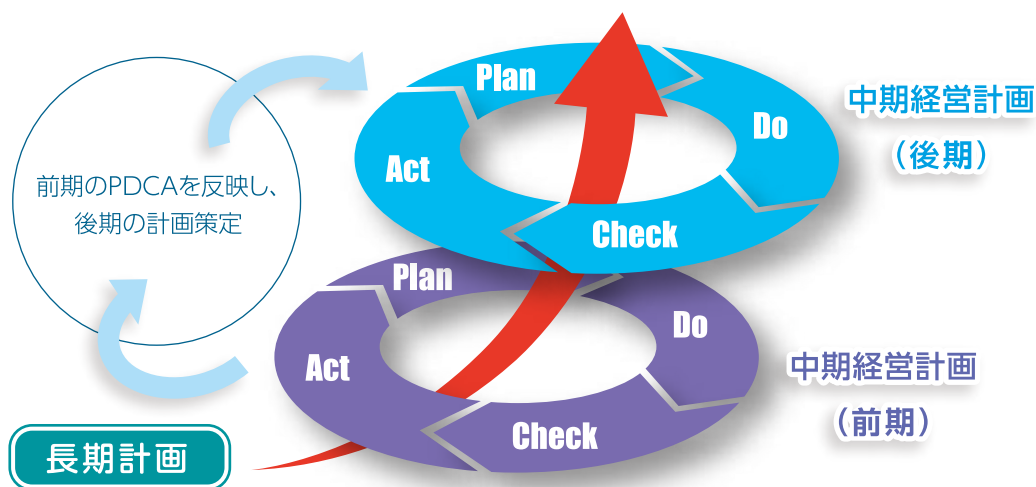 Plan
Do
Check
Act
中期経営計画
（後期）
前期のPDCAを反映し、
後期の計画策定
Plan
Do
Check
Act
中期経営計画
（前期）
長期計画